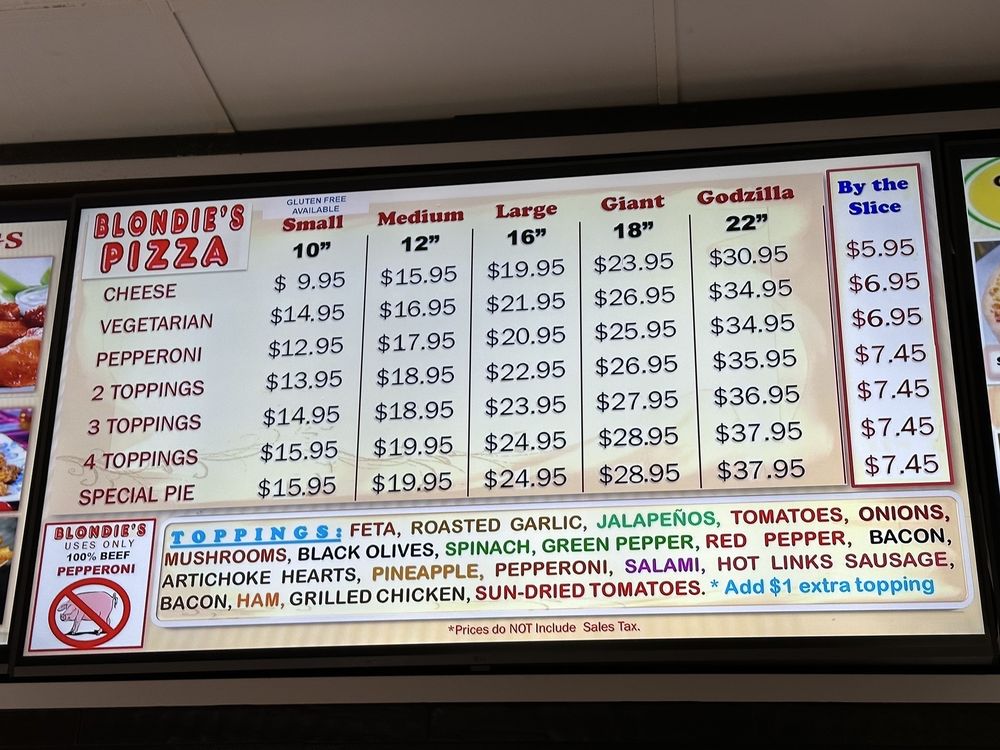 BLONDIE'S
PIZZA
GLUTEN FREE
AVAILABLE
Small Medium Large Giant Godzilla By the Slice
10" 12" 16" 18" 22"
CHEESE $ 9.95 $15.95 $19.95 $23.95 $30.95 $5.95
VEGETARIAN $14.95 $16.95 $21.95 $26.95 $34.95 $6.95
PEPPERONI $12.95 $17.95 $20.95 $25.95 $34.95 $6.95
2 TOPPINGS $13.95 $18.95 $22.95 $26.95 $35.95 $7.45
3 TOPPINGS $14.95 $18.95 $23.95 $27.95 $36.95 $7.45
4 TOPPINGS $15.95 $19.95 $24.95 $28.95 $37.95 $7.45
SPECIAL PIE $15.95 $19.95 $24.95 $28.95 $37.95 $7.45
BLONDIE'S
USES ONLY
100% BEEF
PEPPERONI
TOPPINGS: FETA, ROASTED GARLIC, JALAPEÑOS, TOMATOES, ONIONS,
MUSHROOMS, BLACK OLIVES, SPINACH, GREEN PEPPER, RED PEPPER, BACON,
ARTICHOKE HEARTS, PINEAPPLE, PEPPERONI, SALAMI, HOT LINKS SAUSAGE,
BACON, HAM, GRILLED CHICKEN, SUN-DRIED TOMATOES. * Add $1 extra topping
*Prices do NOT Include Sales Tax.